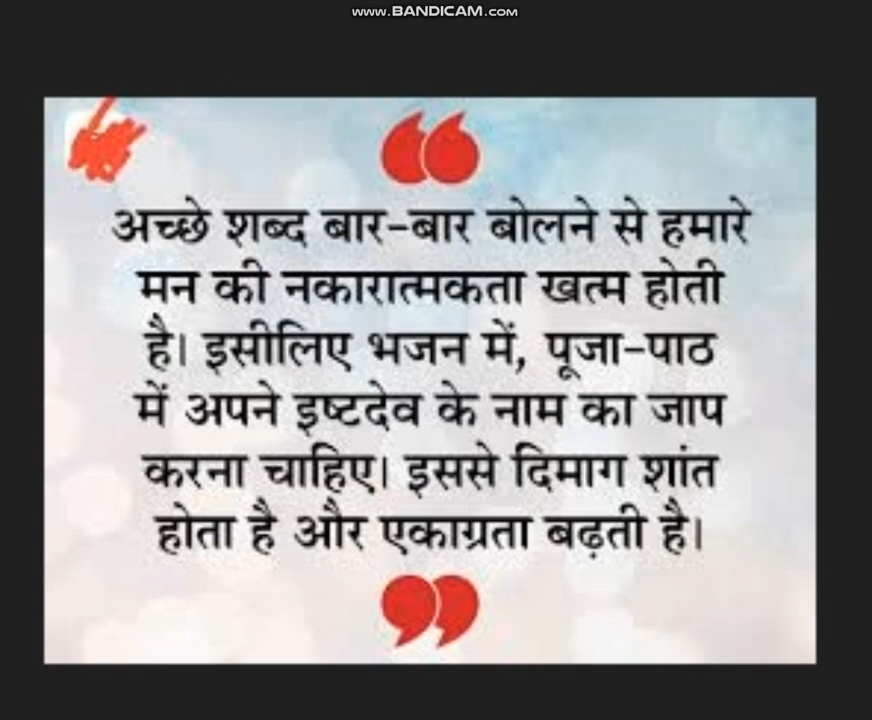 www.BANDICAM.com
अच्छे शब्द बार-बार बोलने से हमारे
मन की नकारात्मकता खत्म होती
है। इसीलिए भजन में, पूजा-पाठ
में अपने इष्टदेव के नाम का जाप
करना चाहिए। इससे दिमाग शांत
होता है और एकाग्रता बढ़ती है।